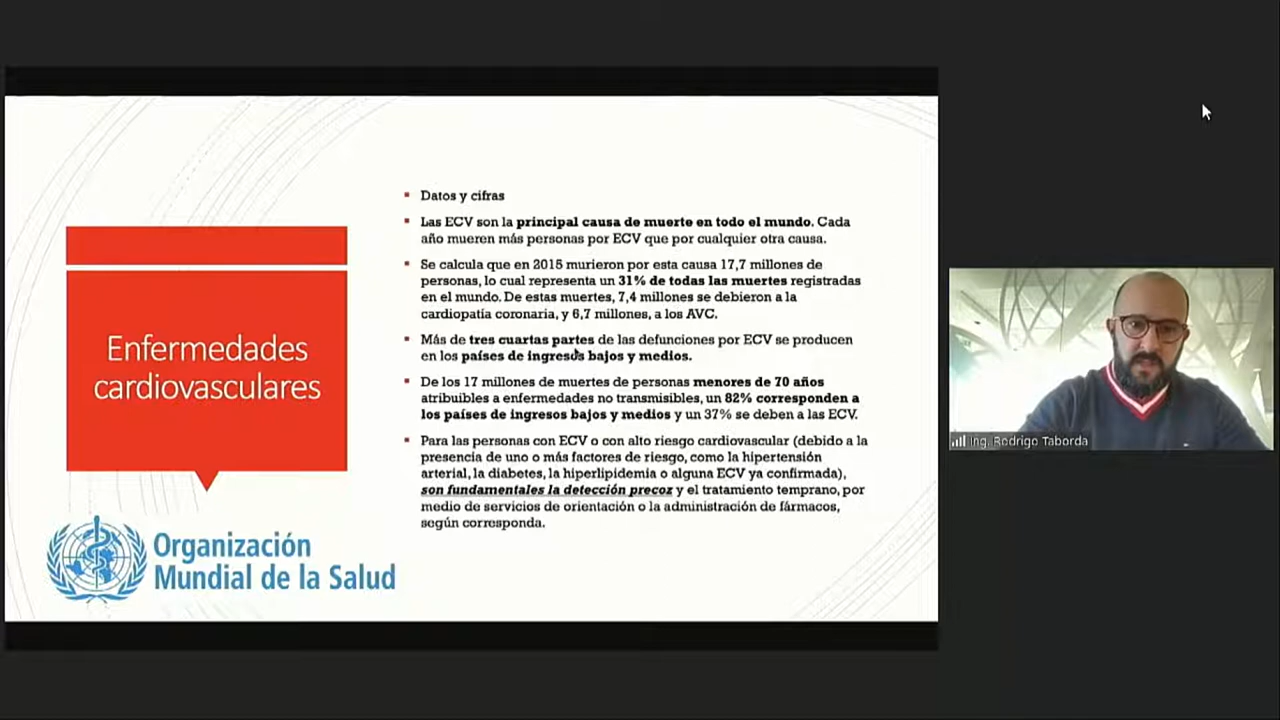 Enfermedades
cardiovasculares
Organización
Mundial de la Salud
Datos y cifras
Las ECV son la principal causa de muerte en todo el mundo. Cada
año mueren más personas por ECV que por cualquier otra causa.
Se calcula que en 2015 murieron por esta causa 17,7 millones de
personas, lo cual representa un 31% de todas las muertes registradas
en el mundo. De estas muertes, 7,4 millones se debieron a la
cardiopatía coronaria, y 6,7 millones, a los AVC.
Más de tres cuartas partes de las defunciones por ECV se producen
en los países de ingresos bajos y medios.
De los 17 millones de muertes de personas menores de 70 años
atribuibles a enfermedades no transmisibles, un 82% corresponden a
los países de ingresos bajos y medios y un 37% se deben a las ECV.
Para las personas con ECV o con alto riesgo cardiovascular (debido a la
presencia de uno o más factores de riesgo, como la hipertensión
arterial, la diabetes, la hiperlipidemia o alguna ECV ya confirmada),
son fundamentales la detección precoz y el tratamiento temprano, por
medio de servicios de orientación o la administración de fármacos,
según corresponda.
Ing. Rodrigo Taborda